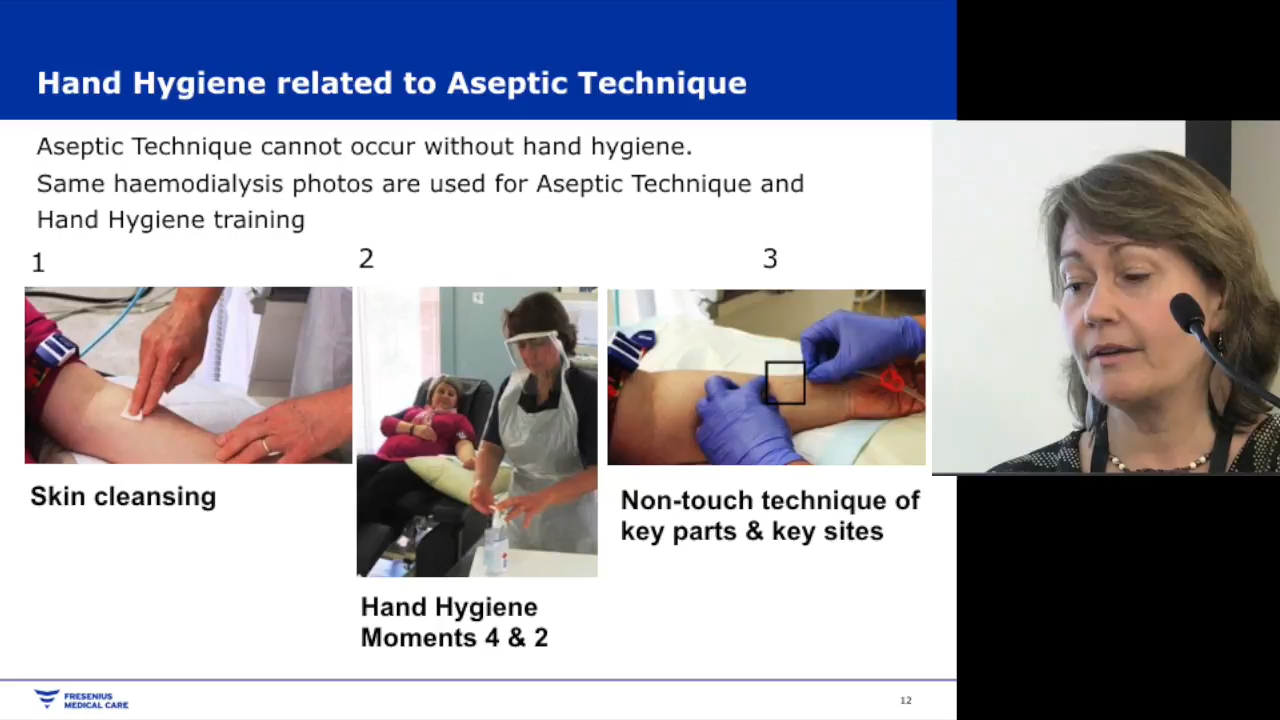 Hand Hygiene related to Aseptic Technique
Aseptic Technique cannot occur without hand hygiene.
Same haemodialysis photos are used for Aseptic Technique and
Hand Hygiene training
1
2
3
Skin cleansing
Hand Hygiene
Moments 4 & 2
Non-touch technique of
key parts & key sites
FRESENIUS
MEDICAL CARE
12